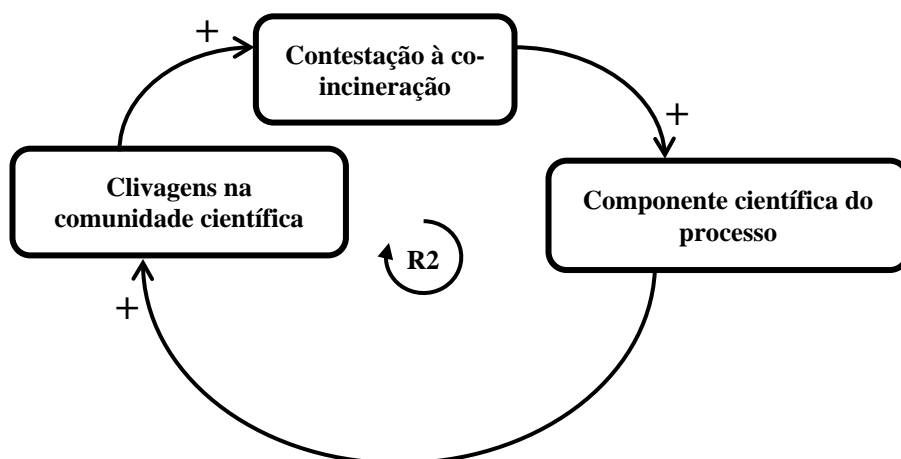 +
Contestação à co-
incineração
+
Clivagens na
comunidade científica
Componente científica do
processo
R2
+